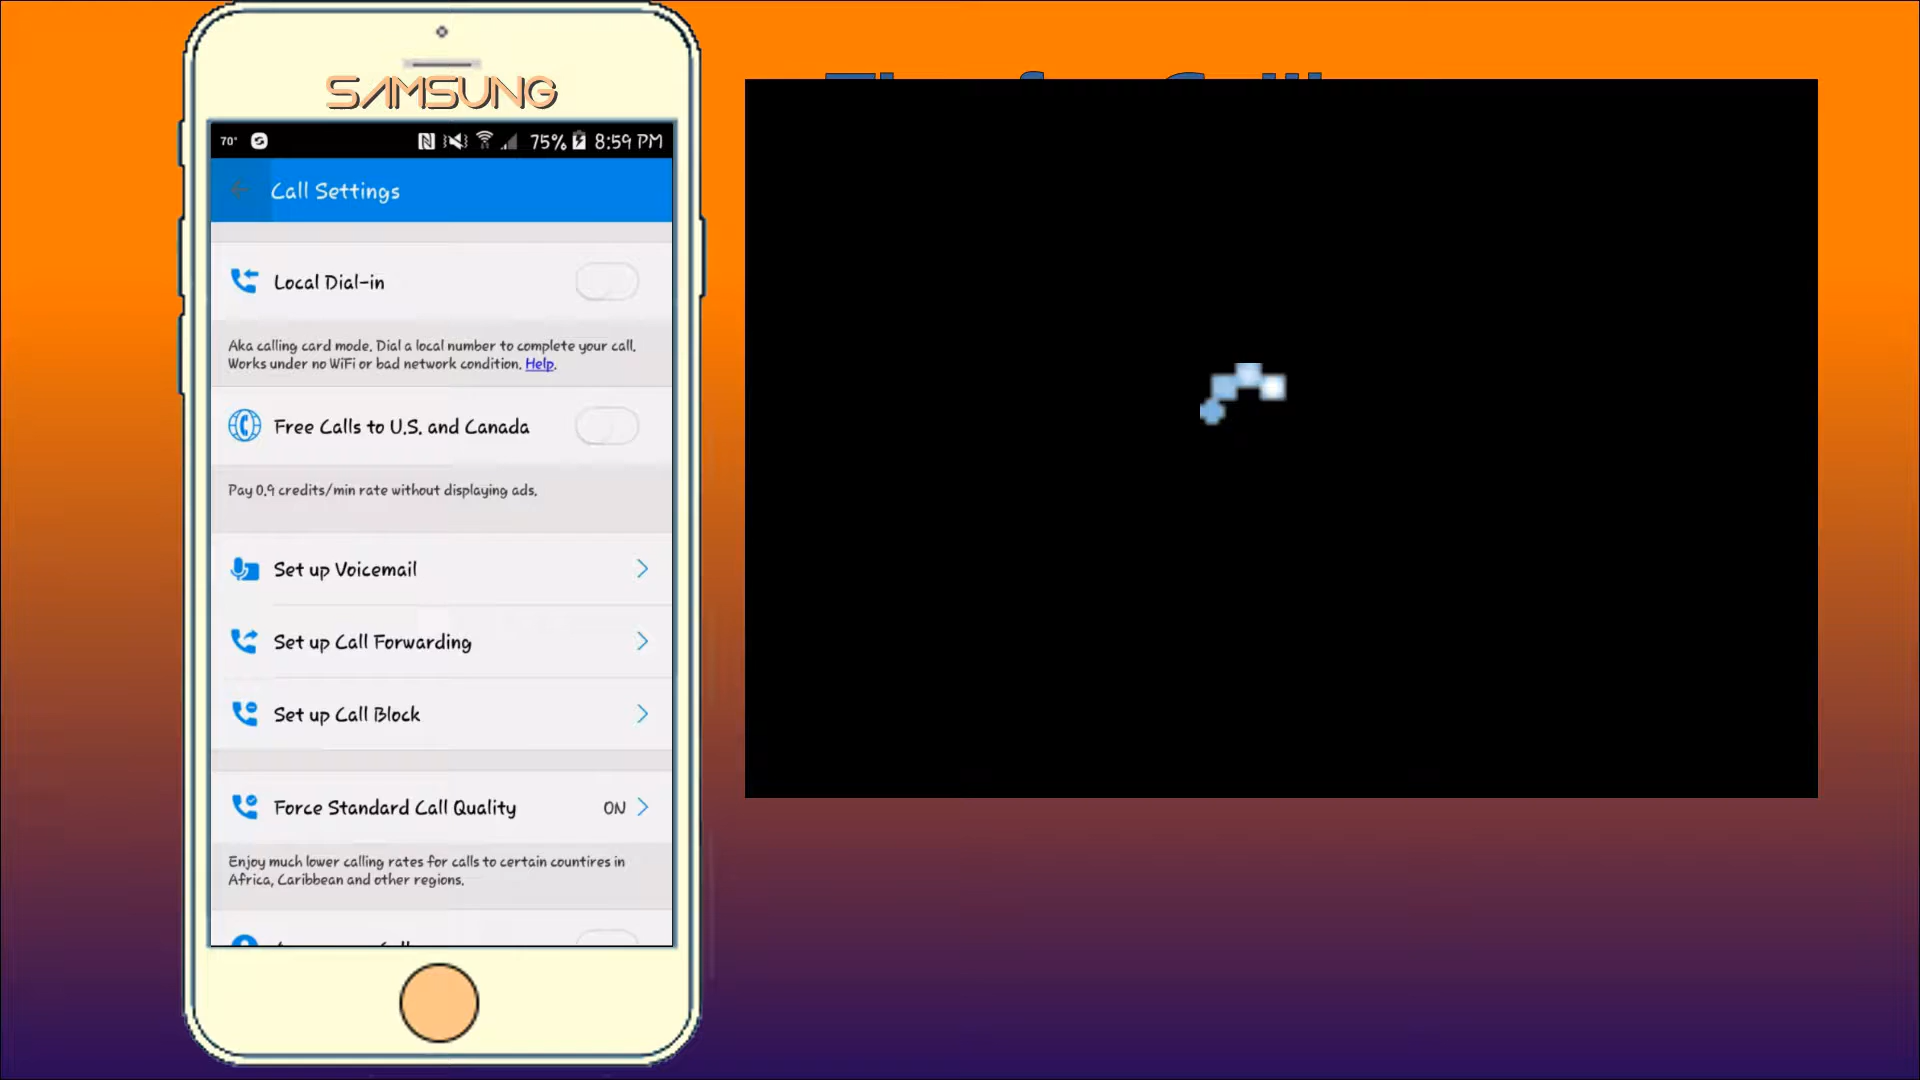 SAMSUNG
70° 75% 8:59 PM
Call Settings
Local Dial-in
Aka calling card mode. Dial a local number to complete your call.
Works under no WiFi or bad network condition. Help.
Free Calls to U.S. and Canada
Pay 0.9 credits/min rate without displaying ads.
Set up Voicemail
Set up Call Forwarding
Set up Call Block
Force Standard Call Quality ON
Enjoy much lower calling rates for calls to certain countires in
Africa, Caribbean and other regions.